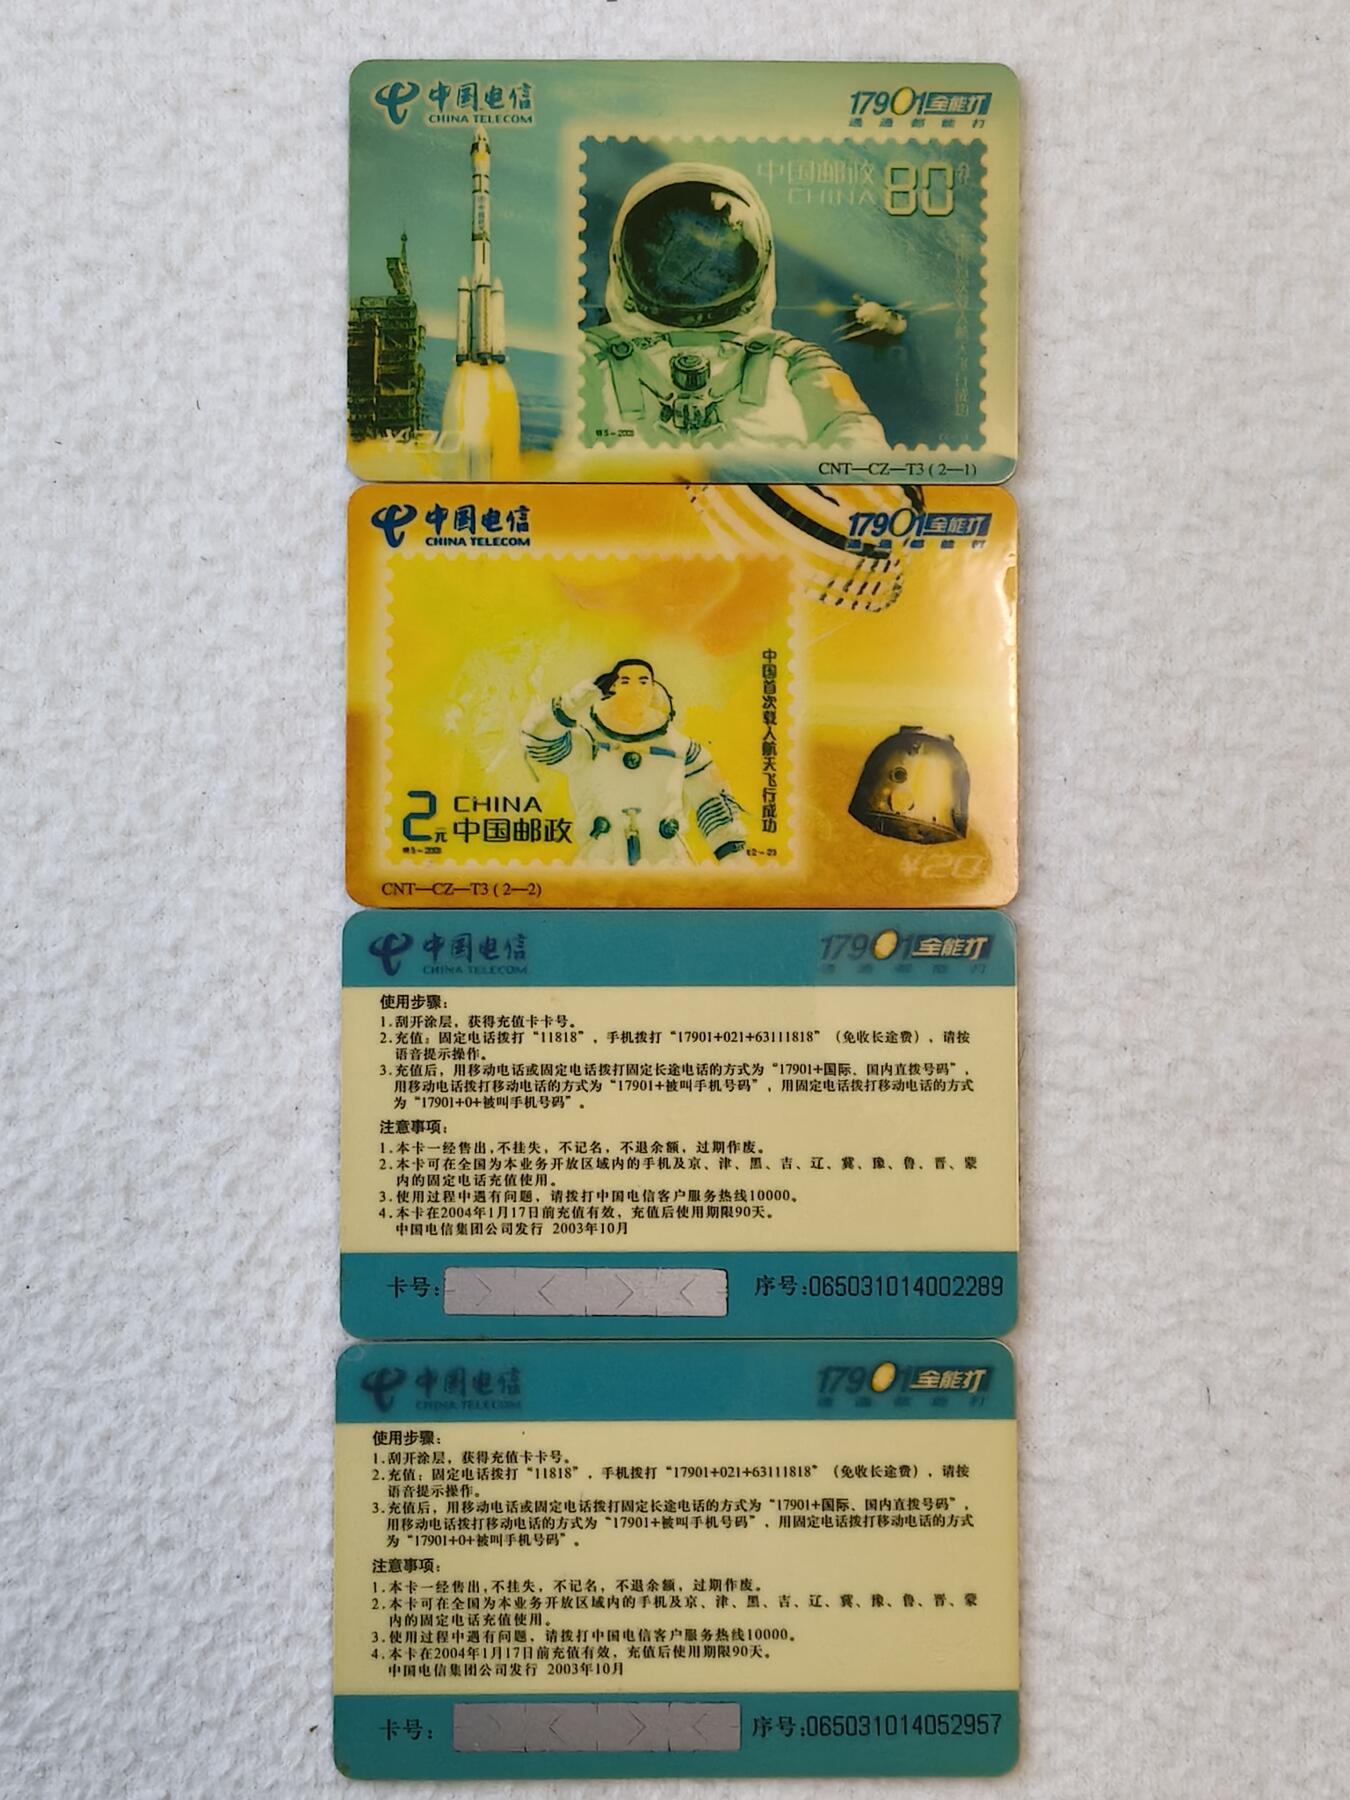 中国电信
CHINA TELECOM
17901全能打
通通都能打
中国邮政
CHINA
80分
特5-2003
¥20
CNT—CZ—T3 (2—1)
中国电信
CHINA TELECOM
17901全能打
通通都能打
中国首次载人航天飞行成功
2元
CHINA
中国邮政
特5-2003
(2-2)
¥20
CNT—CZ—T3 (2—2)
中国电信
CHINA TELECOM
17901全能打
通通都能打
使用步骤：
1.刮开涂层，获得充值卡卡号。
2.充值：固定电话拨打“11818”，手机拨打“17901+021+63111818”（免收长途费），请按
语音提示操作。
3.充值后，用移动电话或固定电话拨打固定长途电话的方式为“17901+国际、国内直拨号码”，
用移动电话拨打移动电话的方式为“17901+被叫手机号码”，用固定电话拨打移动电话的方式
为“17901+0+被叫手机号码”。
注意事项：
1.本卡一经售出,不挂失，不记名，不退余额，过期作废。
2.本卡可在全国为本业务开放区域内的手机及京、津、黑、吉、辽、冀、豫、鲁、晋、蒙
内的固定电话充值使用。
3.使用过程中遇有问题，请拨打中国电信客户服务热线10000。
4.本卡在2004年1月17日前充值有效，充值后使用期限90天。
中国电信集团公司发行 2003年10月
卡号:
序号:065031014002289
中国电信
CHINA TELECOM
17901全能打
通通都能打
使用步骤：
1.刮开涂层，获得充值卡卡号。
2.充值：固定电话拨打“11818”，手机拨打“17901+021+63111818”（免收长途费），请按
语音提示操作。
3.充值后，用移动电话或固定电话拨打固定长途电话的方式为“17901+国际、国内直拨号码”，
用移动电话拨打移动电话的方式为“17901+被叫手机号码”，用固定电话拨打移动电话的方式
为“17901+0+被叫手机号码”。
注意事项：
1.本卡一经售出,不挂失，不记名，不退余额，过期作废。
2.本卡可在全国为本业务开放区域内的手机及京、津、黑、吉、辽、冀、豫、鲁、晋、蒙
内的固定电话充值使用。
3.使用过程中遇有问题，请拨打中国电信客户服务热线10000。
4.本卡在2004年1月17日前充值有效，充值后使用期限90天。
中国电信集团公司发行 2003年10月
卡号:
序号:065031014052957